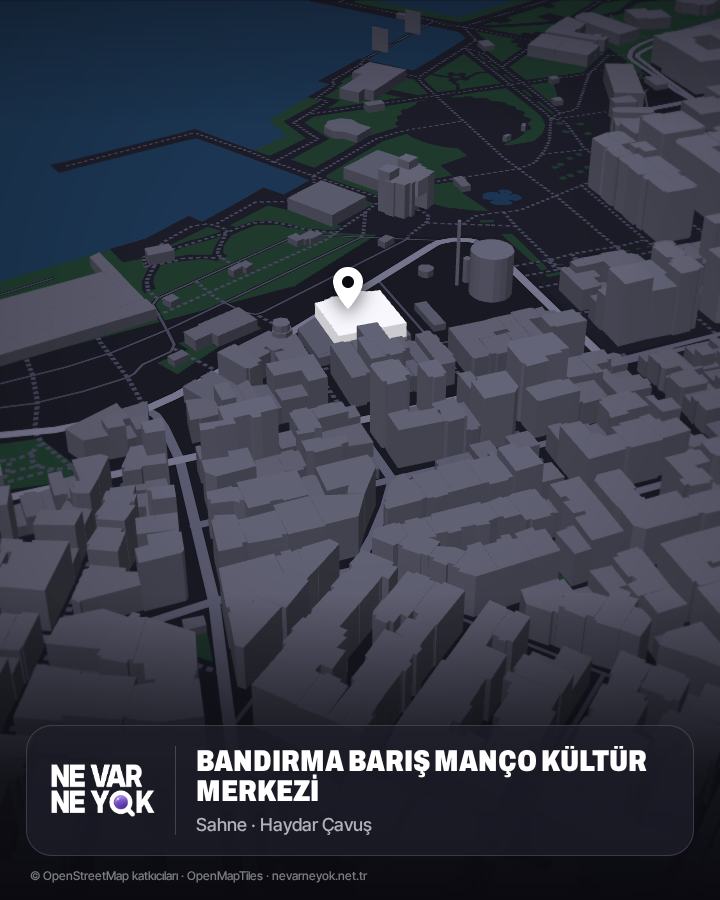 NE VAR
NE YOK
BANDIRMA BARIŞ MANÇO KÜLTÜR
MERKEZİ
Sahne · Haydar Çavuş
© OpenStreetMap katkıcıları · OpenMapTiles · nevarneyok.net.tr